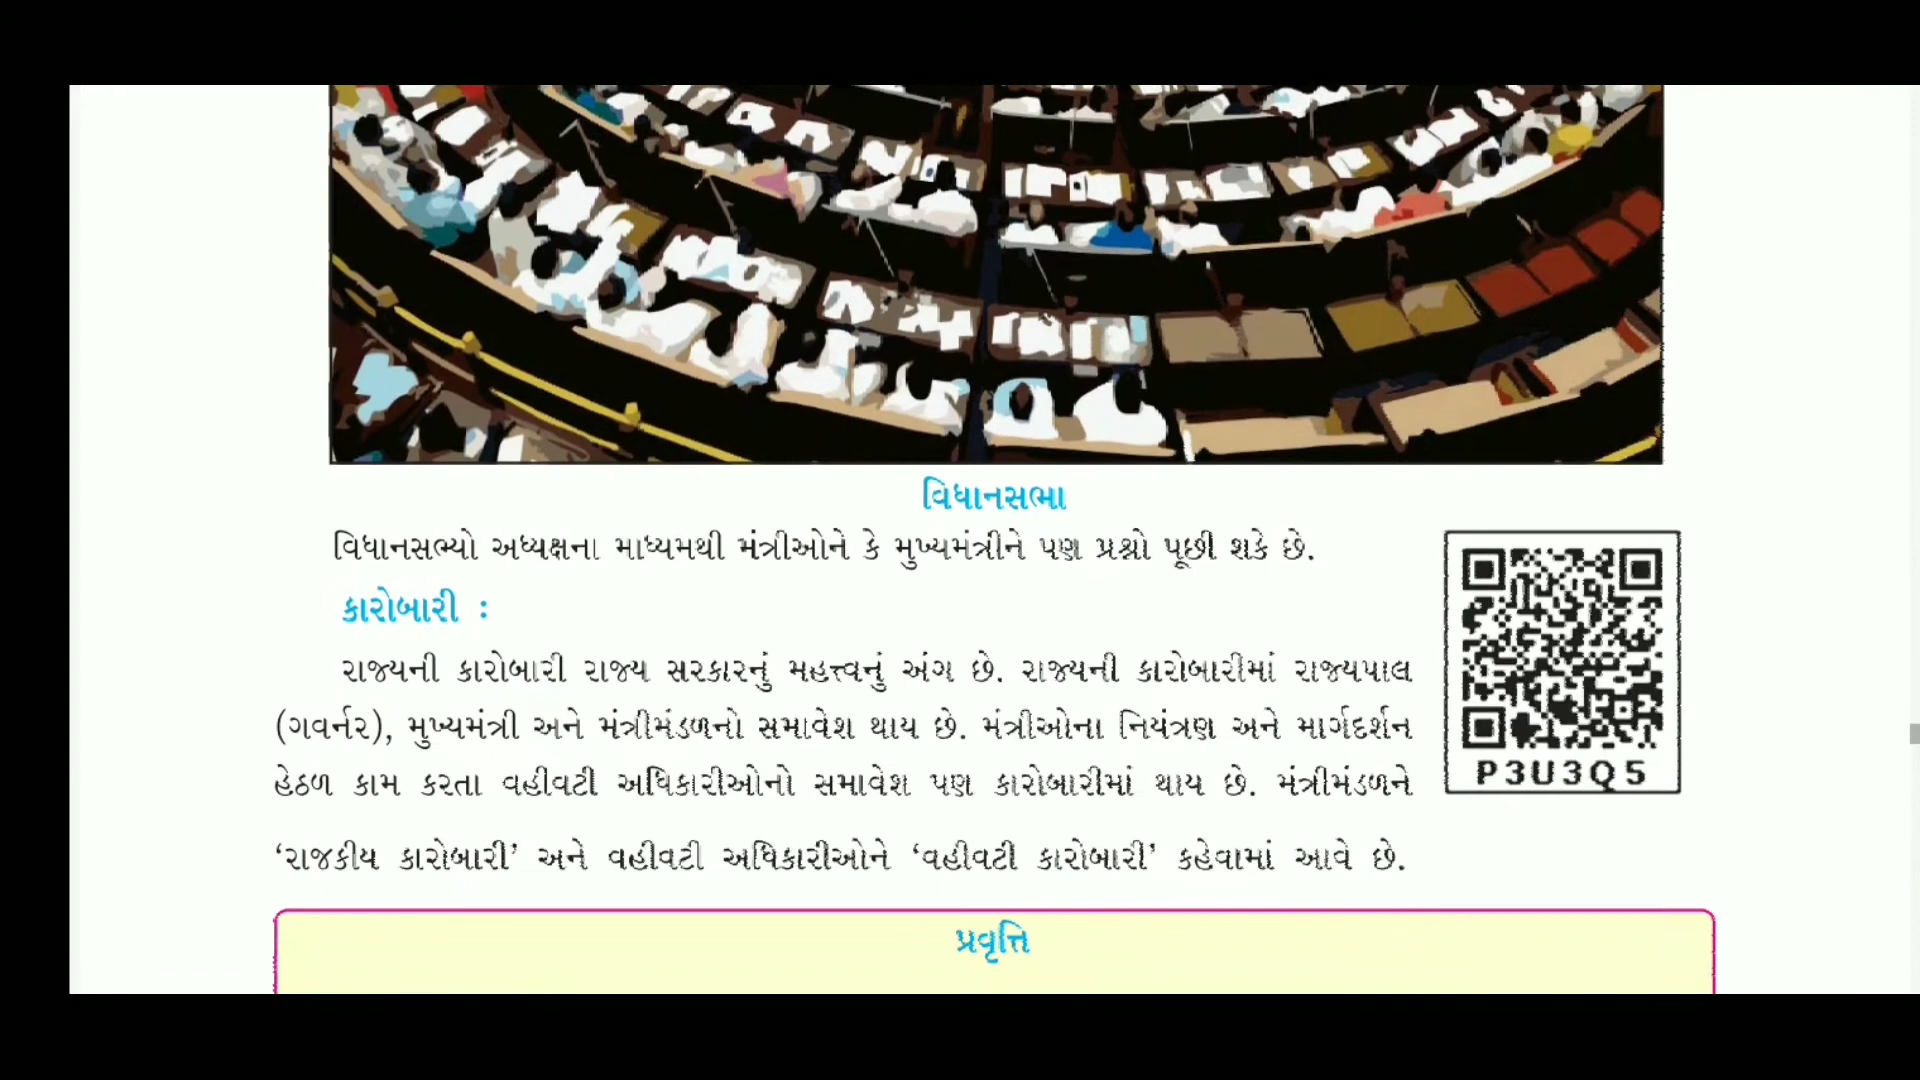 વિધાનસભા
વિધાનસભ્યો અધ્યક્ષના માધ્યમથી મંત્રીઓને કે મુખ્યમંત્રીને પણ પ્રશ્નો પૂછી શકે છે.
કારોબારી :
રાજ્યની કારોબારી રાજ્ય સરકારનું મહત્ત્વનું અંગ છે. રાજ્યની કારોબારીમાં રાજ્યપાલ
(ગવર્નર), મુખ્યમંત્રી અને મંત્રીમંડળનો સમાવેશ થાય છે. મંત્રીઓના નિયંત્રણ અને માર્ગદર્શન
હેઠળ કામ કરતા વહીવટી અધિકારીઓનો સમાવેશ પણ કારોબારીમાં થાય છે. મંત્રીમંડળને
‘રાજકીય કારોબારી’ અને વહીવટી અધિકારીઓને ‘વહીવટી કારોબારી’ કહેવામાં આવે છે.
P3U3Q5
પ્રવૃત્તિ